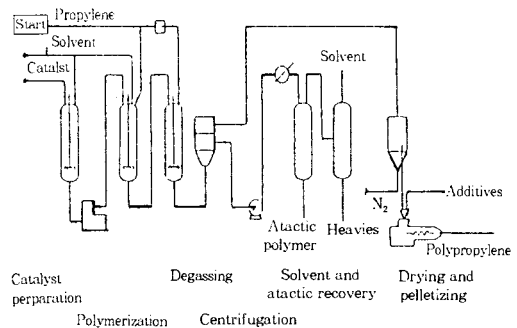 Propylene
Start
Solvent
Catalst
Solvent
N₂
Additives
Atactic
polymer
Heavies
Polypropylene
Catalyst
perparation
Degassing
Solvent and
atactic recovery
Drying and
pelletizing
Polymerization
Centrifugation